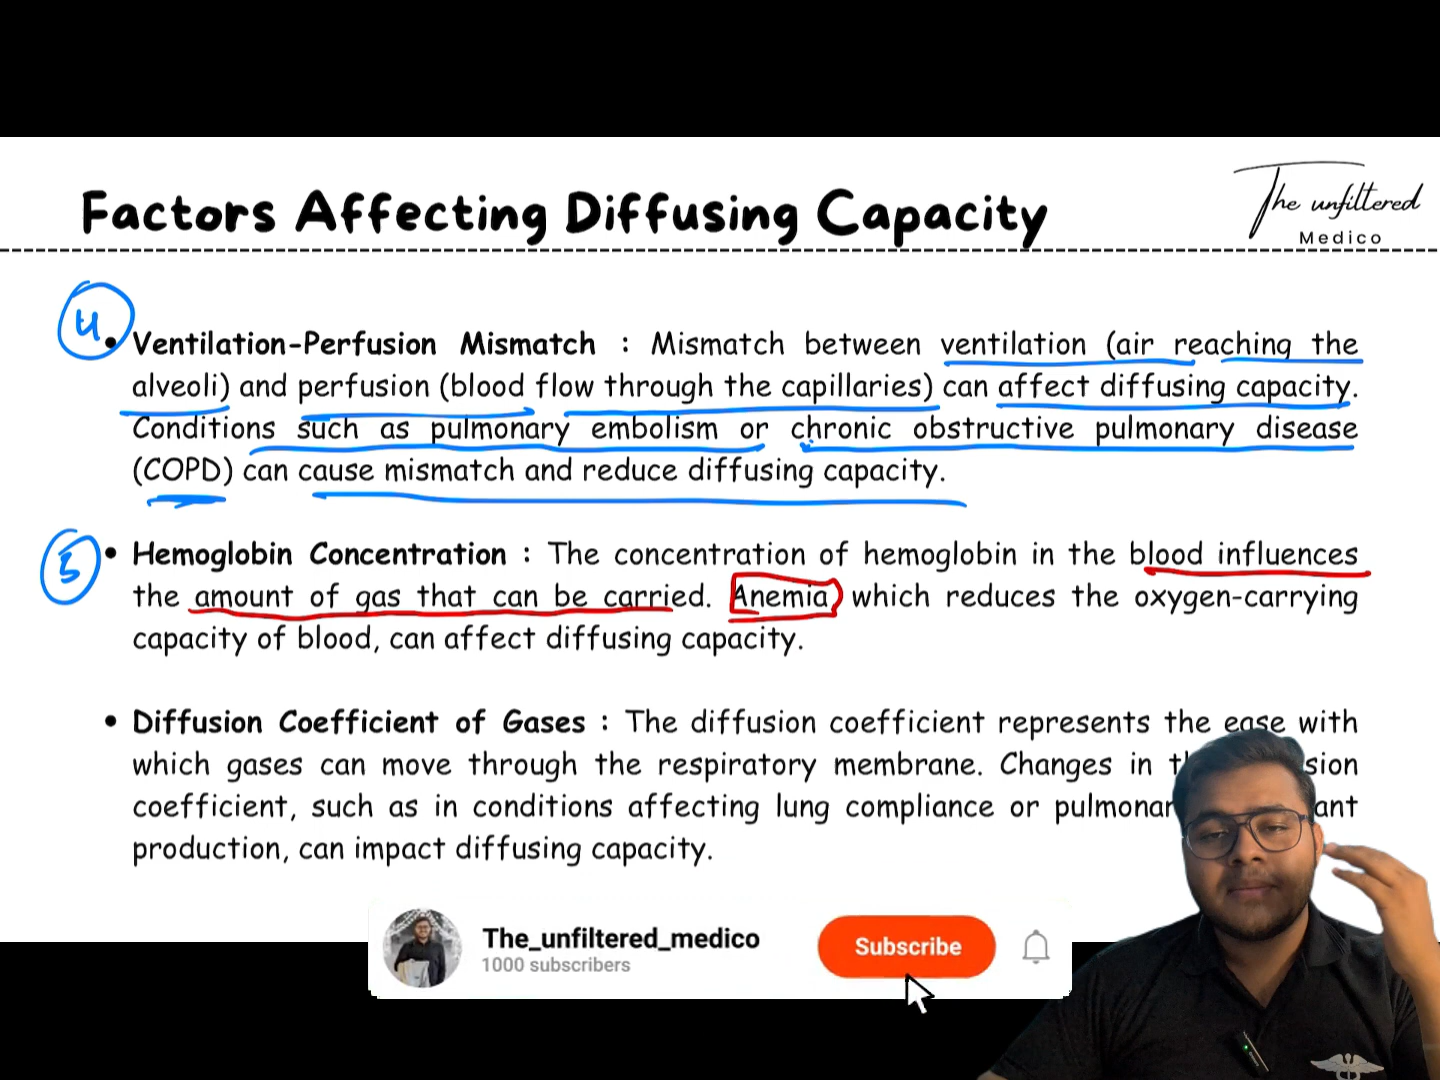 Factors Affecting Diffusing Capacity
The unfiltered
Medico
4
• Ventilation-Perfusion Mismatch : Mismatch between ventilation (air reaching the
alveoli) and perfusion (blood flow through the capillaries) can affect diffusing capacity.
Conditions such as pulmonary embolism or chronic obstructive pulmonary disease
(COPD) can cause mismatch and reduce diffusing capacity.
5
• Hemoglobin Concentration : The concentration of hemoglobin in the blood influences
the amount of gas that can be carried. Anemia, which reduces the oxygen-carrying
capacity of blood, can affect diffusing capacity.
• Diffusion Coefficient of Gases : The diffusion coefficient represents the ease with
which gases can move through the respiratory membrane. Changes in
coefficient, such as in conditions affecting lung compliance or
production, can impact diffusing capacity.
The_unfiltered_medico
1000 subscribers
Subscribe